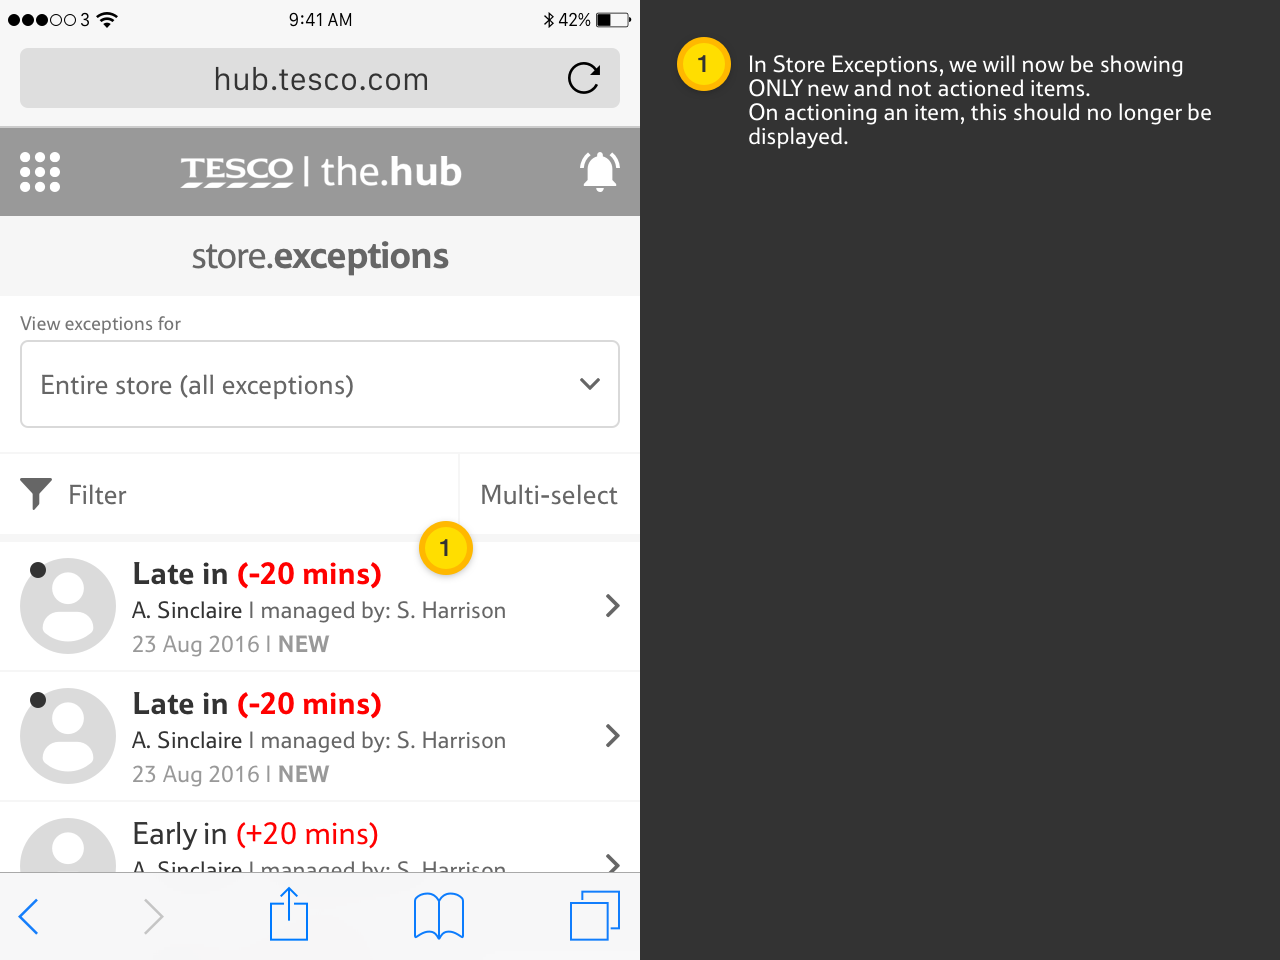 3 9:41 AM 42%
hub.tesco.com
TESCO | the.hub
store.exceptions
View exceptions for
Entire store (all exceptions)
Filter
Multi-select
1
Late in (-20 mins)
A. Sinclaire | managed by: S. Harrison
23 Aug 2016 | NEW
Late in (-20 mins)
A. Sinclaire | managed by: S. Harrison
23 Aug 2016 | NEW
Early in (+20 mins)
A. Sinclaire | managed by: S. Harrison
1
In Store Exceptions, we will now be showing
ONLY new and not actioned items.
On actioning an item, this should no longer be
displayed.